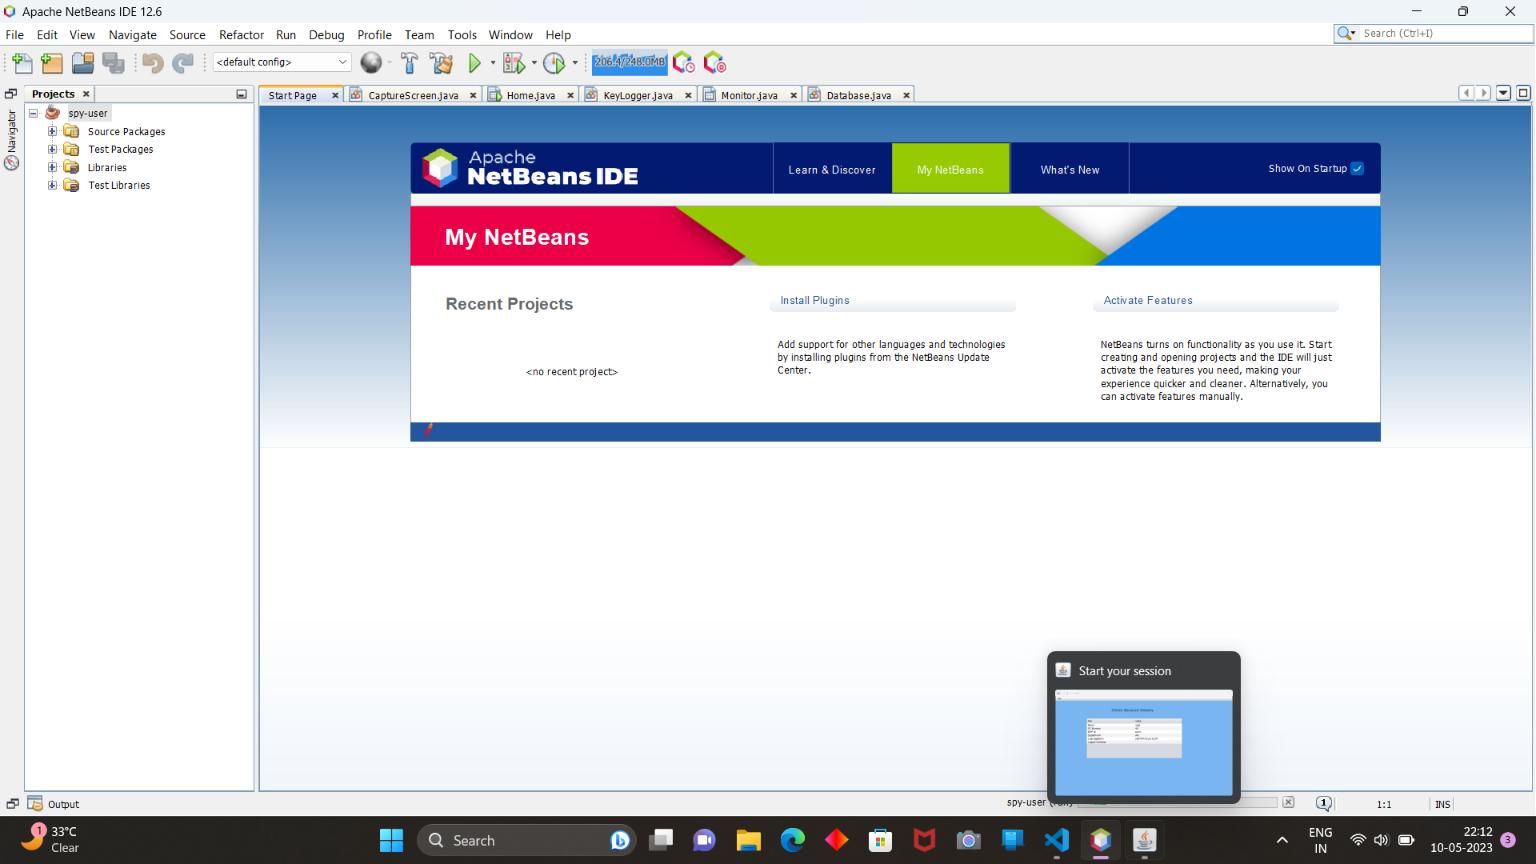 Apache NetBeans IDE 12.6
File Edit View Navigate Source Refactor Run Debug Profile Team Tools Window Help
Search (Ctrl+I)
<default config>
206.4/248.0MB
Projects
Start Page CaptureScreen.java Home.java KeyLogger.java Monitor.java Database.java
Navigator
spy-user
Source Packages
Test Packages
Libraries
Test Libraries
Apache
NetBeans IDE
Learn & Discover My NetBeans What's New Show On Startup
My NetBeans
Recent Projects
<no recent project>
Install Plugins
Add support for other languages and technologies
by installing plugins from the NetBeans Update
Center.
Activate Features
NetBeans turns on functionality as you use it. Start
creating and opening projects and the IDE will just
activate the features you need, making your
experience quicker and cleaner. Alternatively, you
can activate features manually.
Start your session
Output
spy-user
1
1:1
INS
1
33°C
Clear
Search
ENG
IN
22:12
10-05-2023
3